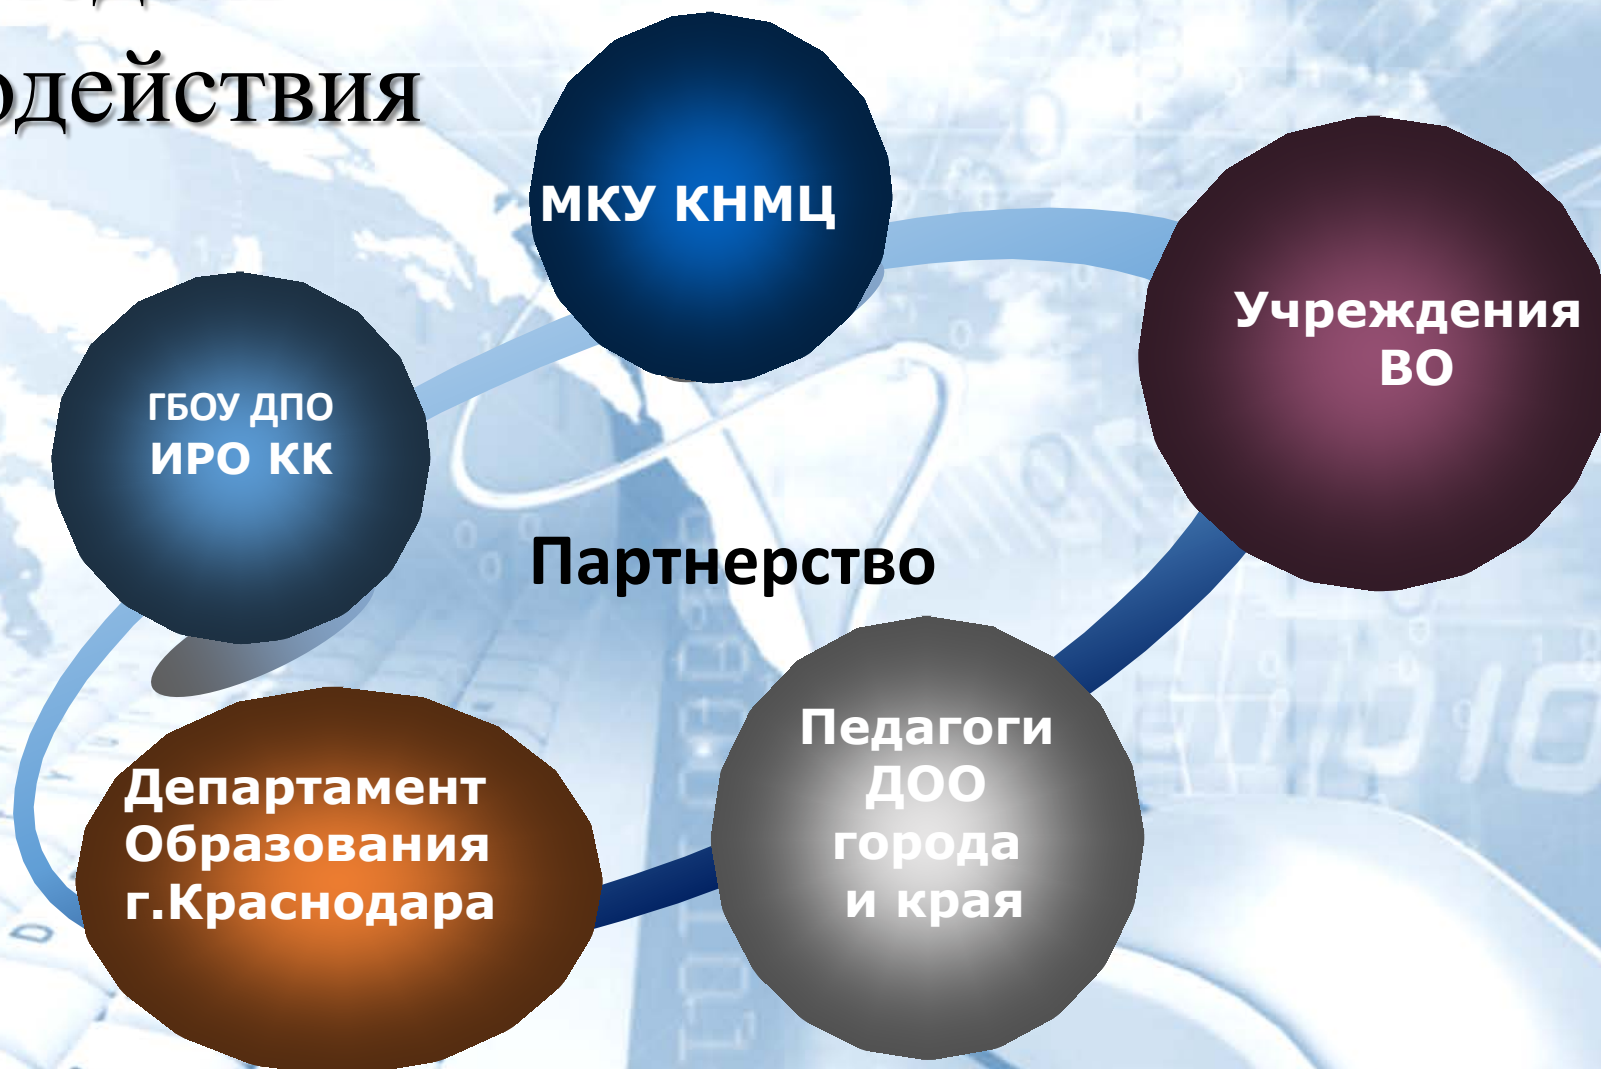 одействия
МКУ КНМЦ
Учреждения
ВО
ГБОУ ДПО
ИРО КК
Партнерство
Педагоги
ДОО
города
и края
Департамент
Образования
г.Краснодара